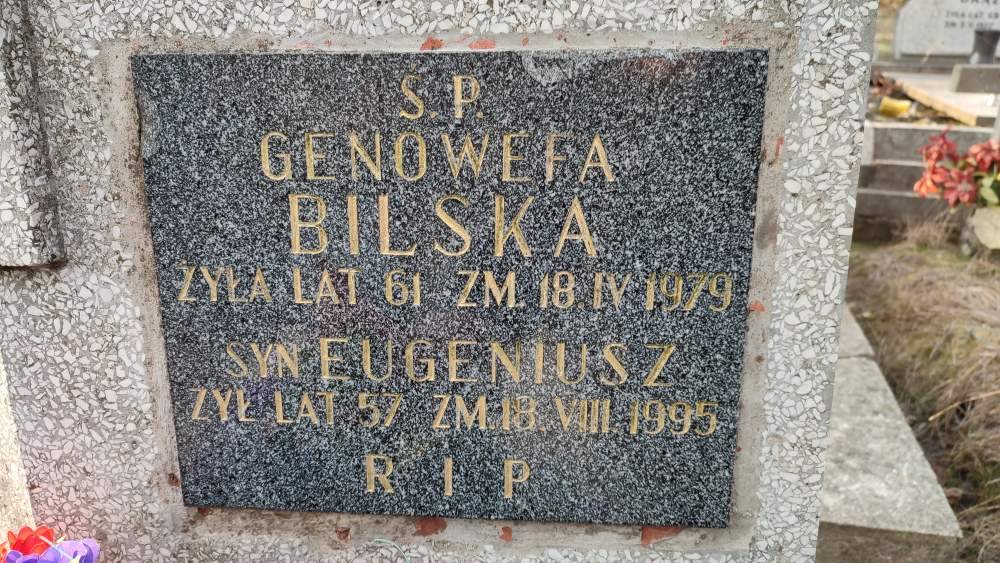 Ś. P.
GENOWEFA
BILSKA
ŻYŁA LAT 61 ZM. 18. IV 1979
SYN EUGENIUSZ
ŻYŁ LAT 57 ZM. 18. VIII. 1995
R I P